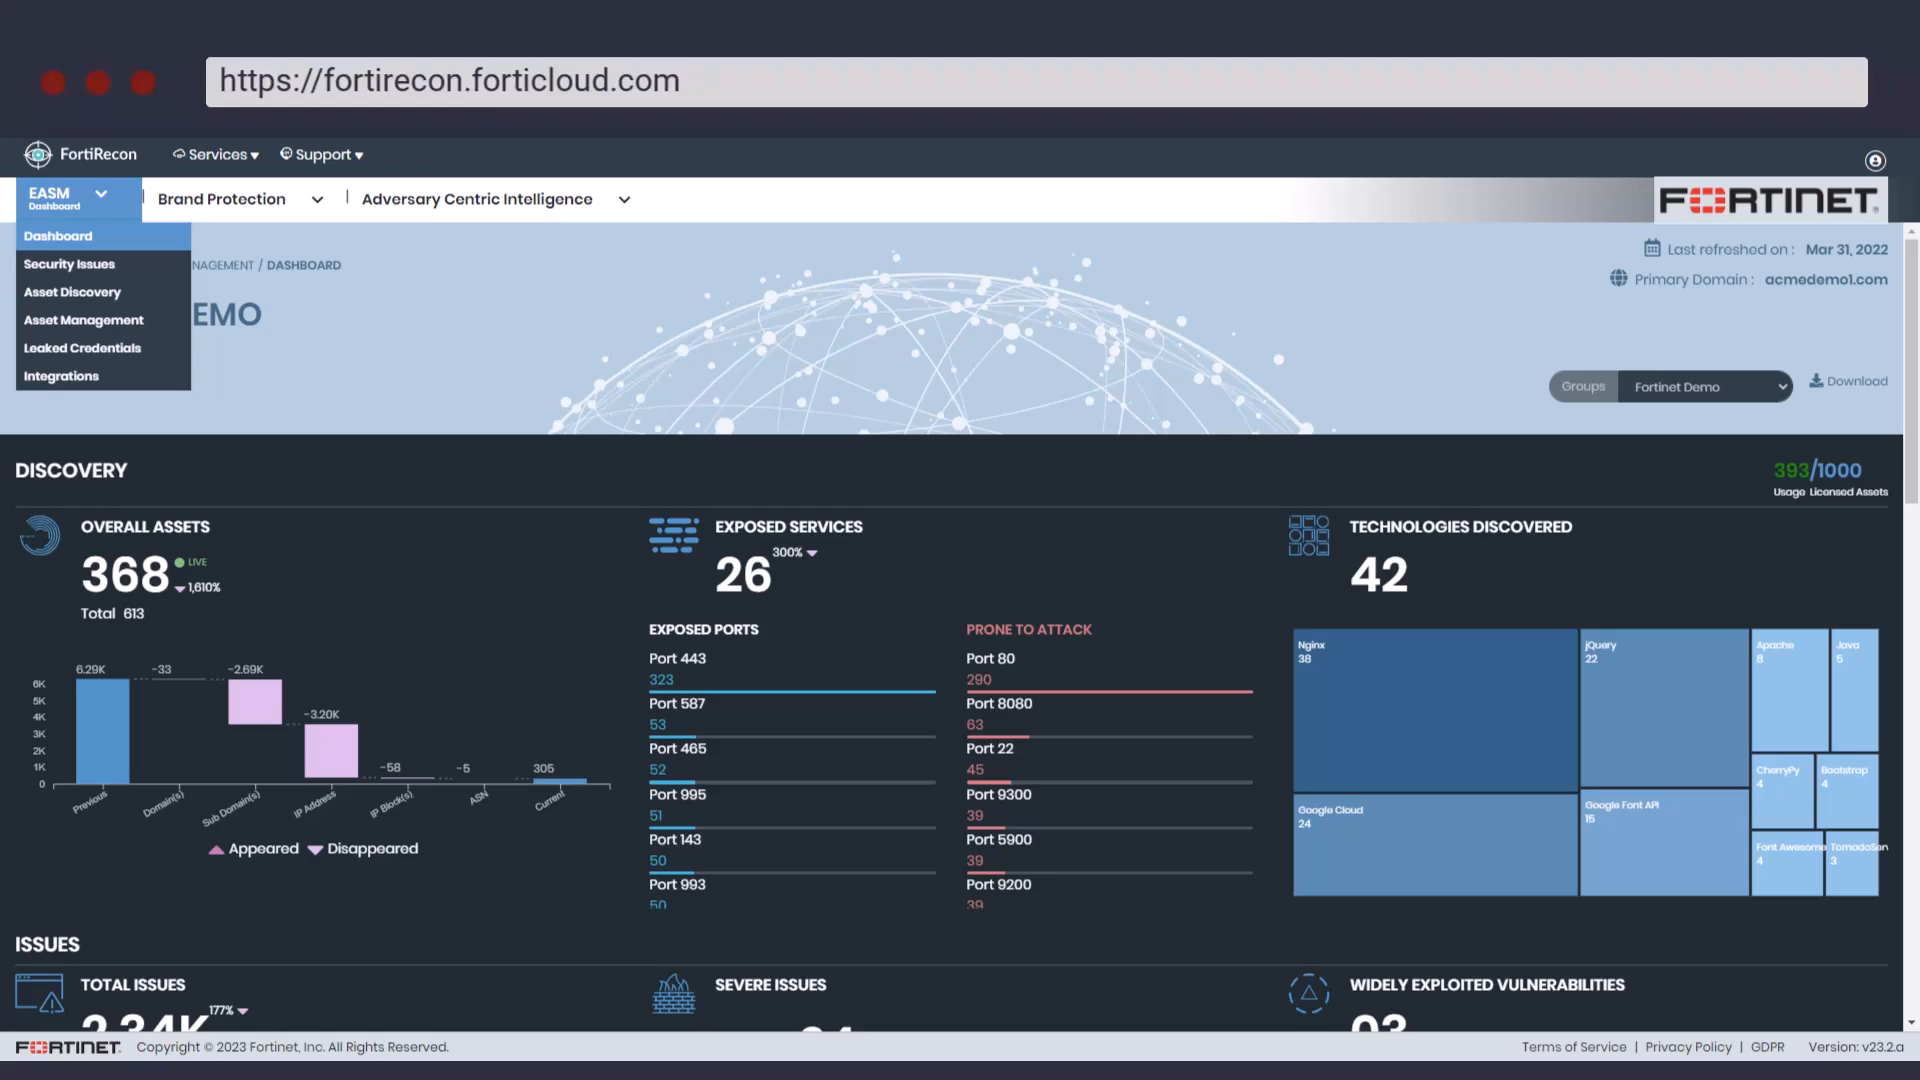 https://fortirecon.forticloud.com
FortiRecon
Services
Support
EASM
Dashboard
Brand Protection
Adversary Centric Intelligence
FORTINET
Dashboard
Security Issues
Asset Discovery
Asset Management
Leaked Credentials
Integrations
NAGEMENT / DASHBOARD
EMO
Last refreshed on : Mar 31, 2022
Primary Domain : acmedemo1.com
Groups
Fortinet Demo
Download
DISCOVERY
393/1000
Usage Licensed Assets
OVERALL ASSETS
368
LIVE
1,610%
Total 613
6.29K
-33
-2.69K
-3.20K
-58
-5
305
6K
5K
4K
3K
2K
1K
0
Previous
Domain(s)
Sub Domain(s)
IP Address
IP Block(s)
ASN
Current
Appeared
Disappeared
EXPOSED SERVICES
26
300%
EXPOSED PORTS
Port 443
323
Port 587
53
Port 465
52
Port 995
51
Port 143
50
Port 993
50
PRONE TO ATTACK
Port 80
290
Port 8080
63
Port 22
45
Port 9300
39
Port 5900
39
Port 9200
39
TECHNOLOGIES DISCOVERED
42
Nginx
38
jQuery
22
Apache
8
Java
5
CherryPy
4
Bootstrap
4
Google Cloud
24
Google Font API
15
Font Awesome
4
TornadoServ
3
ISSUES
TOTAL ISSUES
2.34K
177%
SEVERE ISSUES
WIDELY EXPLOITED VULNERABILITIES
03
FORTINET
Copyright © 2023 Fortinet, Inc. All Rights Reserved.
Terms of Service | Privacy Policy | GDPR
Version: v23.2.a